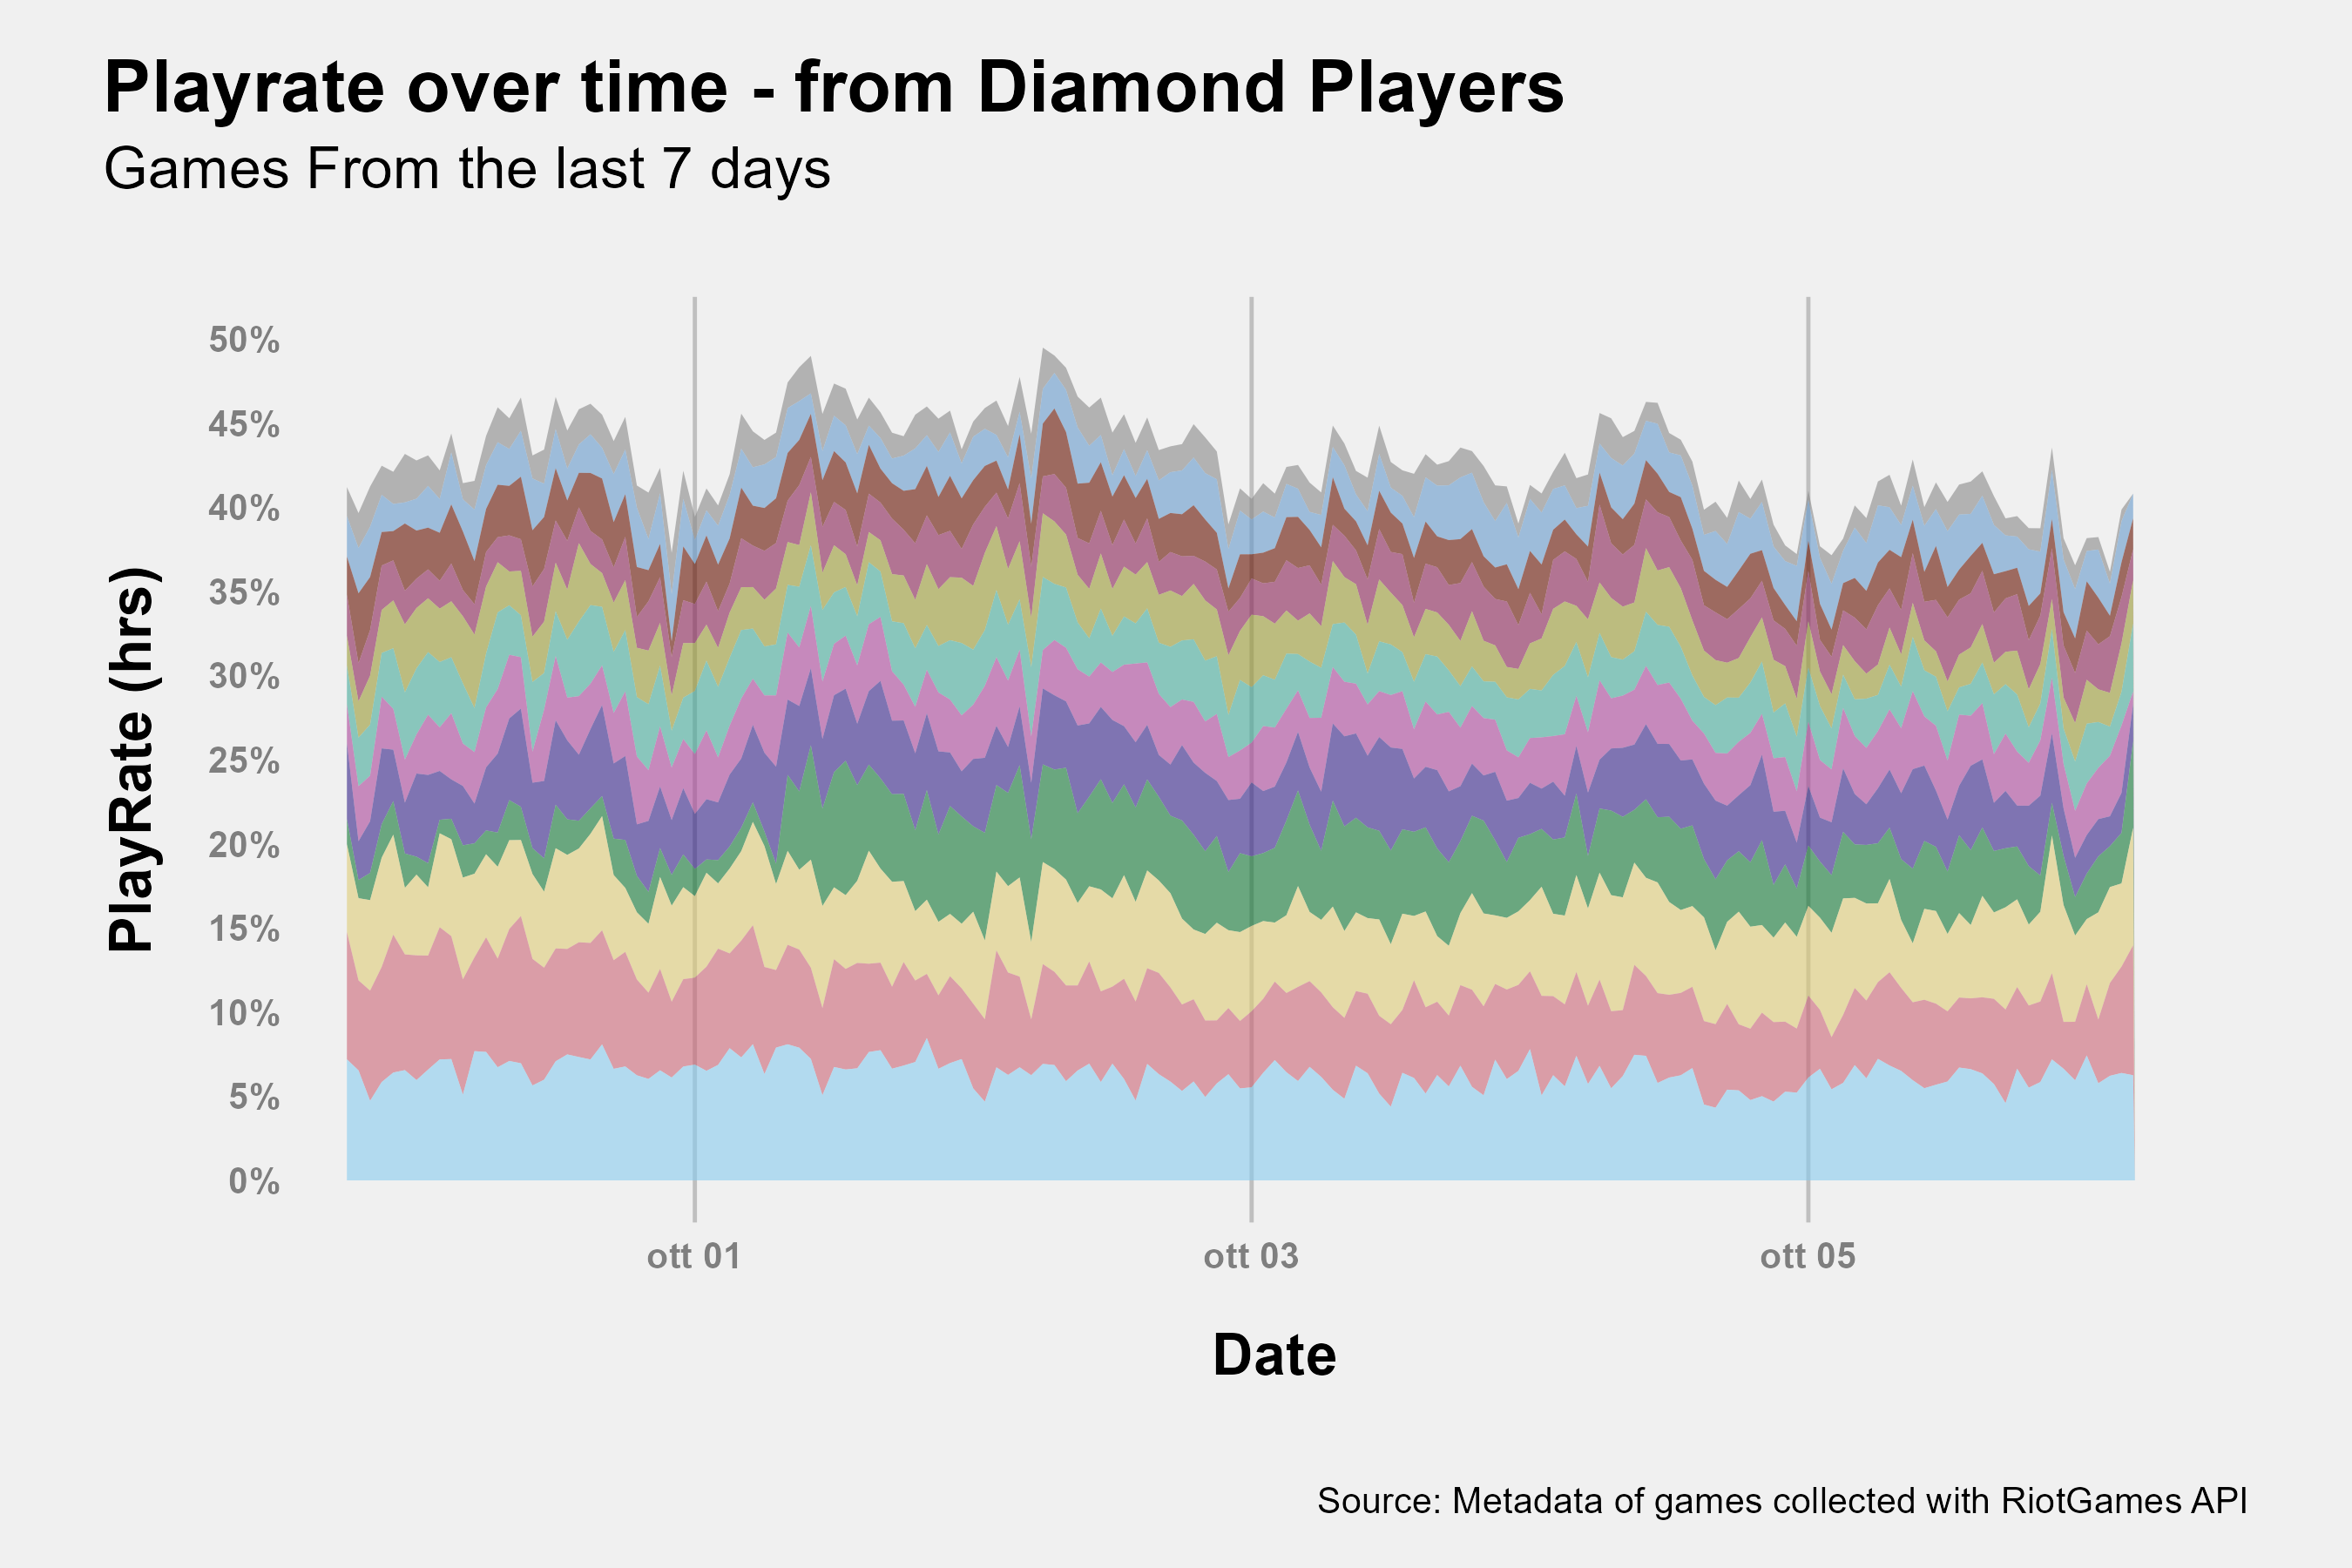 Playrate over time - from Diamond Players
Games From the last 7 days
PlayRate (hrs)
50%
45%
40%
35%
30%
25%
20%
15%
10%
5%
0%
ott 01
ott 03
ott 05
Date
Source: Metadata of games collected with RiotGames API